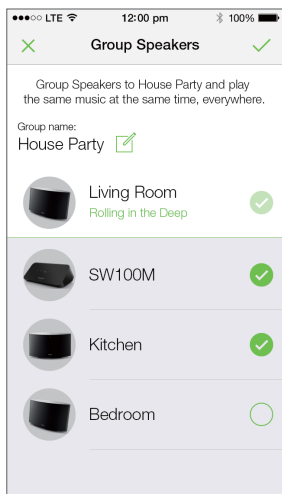 LTE 12:00 pm 100%
Group Speakers
Group Speakers to House Party and play
the same music at the same time, everywhere.
Group name:
House Party
Living Room
Rolling in the Deep
SW100M
Kitchen
Bedroom